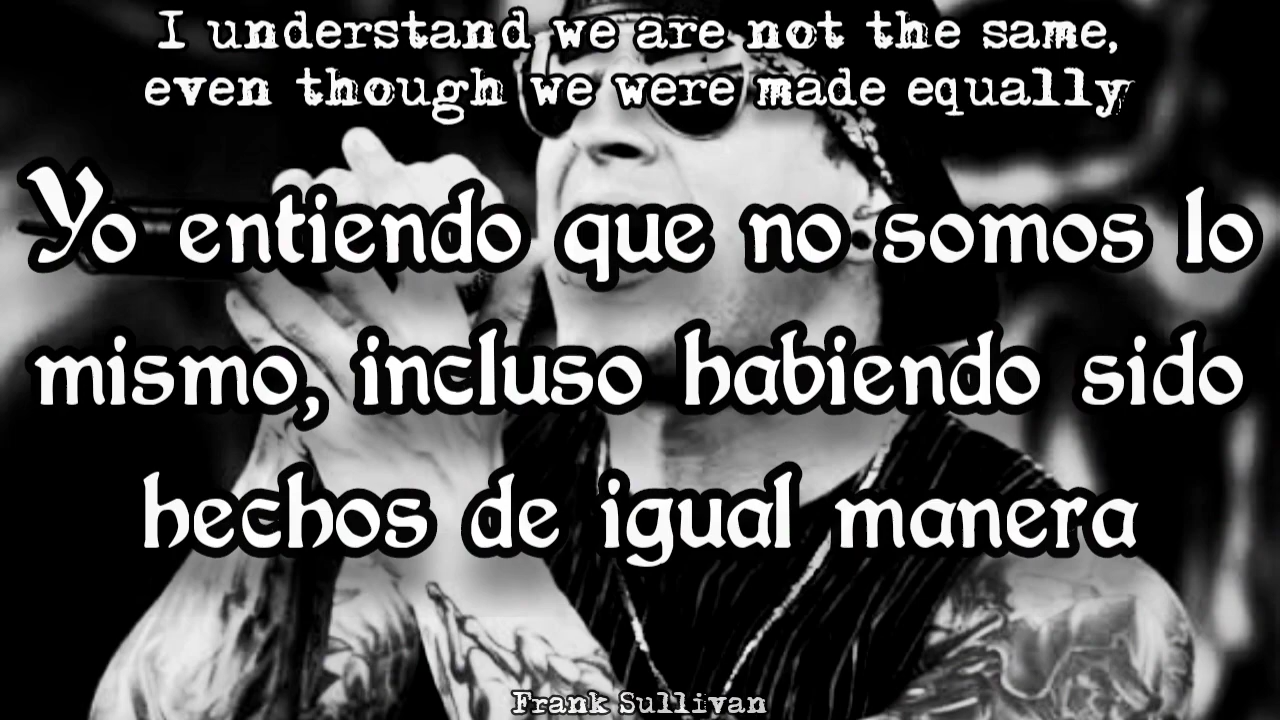 I understand we are not the same,
even though we were made equally
Yo entiendo que no somos lo
mismo, incluso habiendo sido
hechos de igual manera
Frank Sullivan